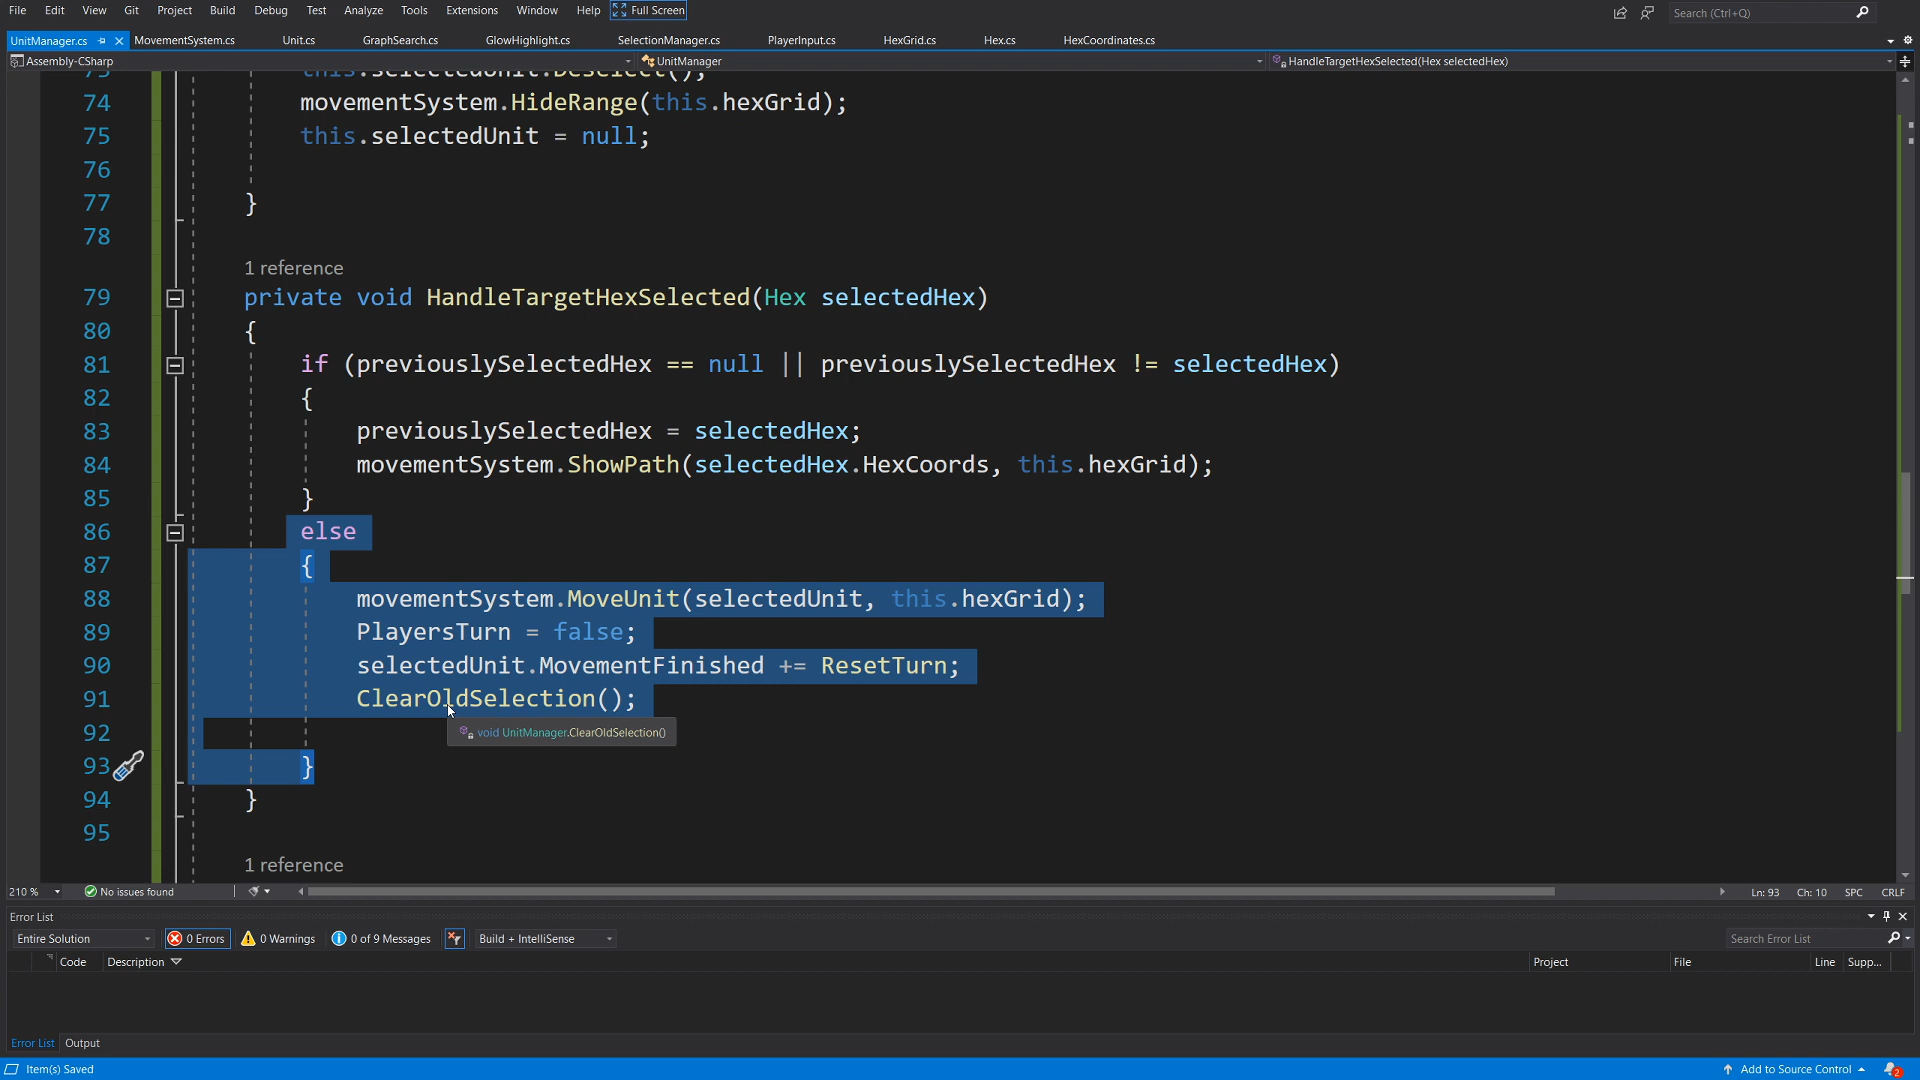 File Edit View Git Project Build Debug Test Analyze Tools Extensions Window Help Full Screen Search (Ctrl+Q)
UnitManager.cs MovementSystem.cs Unit.cs GraphSearch.cs GlowHighlight.cs SelectionManager.cs PlayerInput.cs HexGrid.cs Hex.cs HexCoordinates.cs
Assembly-CSharp UnitManager HandleTargetHexSelected(Hex selectedHex)
73 this.selectedUnit.Deselect();
74 movementSystem.HideRange(this.hexGrid);
75 this.selectedUnit = null;
76
77 }
78
1 reference
79 private void HandleTargetHexSelected(Hex selectedHex)
80 {
81 if (previouslySelectedHex == null || previouslySelectedHex != selectedHex)
82 {
83 previouslySelectedHex = selectedHex;
84 movementSystem.ShowPath(selectedHex.HexCoords, this.hexGrid);
85 }
86 else
87 {
88 movementSystem.MoveUnit(selectedUnit, this.hexGrid);
89 PlayersTurn = false;
90 selectedUnit.MovementFinished += ResetTurn;
91 ClearOldSelection();
92 void UnitManager.ClearOldSelection()
93 }
94 }
95
1 reference
210 % No issues found Ln: 93 Ch: 10 SPC CRLF
Error List
Entire Solution 0 Errors 0 Warnings 0 of 9 Messages Build + IntelliSense Search Error List
Code Description Project File Line Supp...
Error List Output
Item(s) Saved Add to Source Control 2